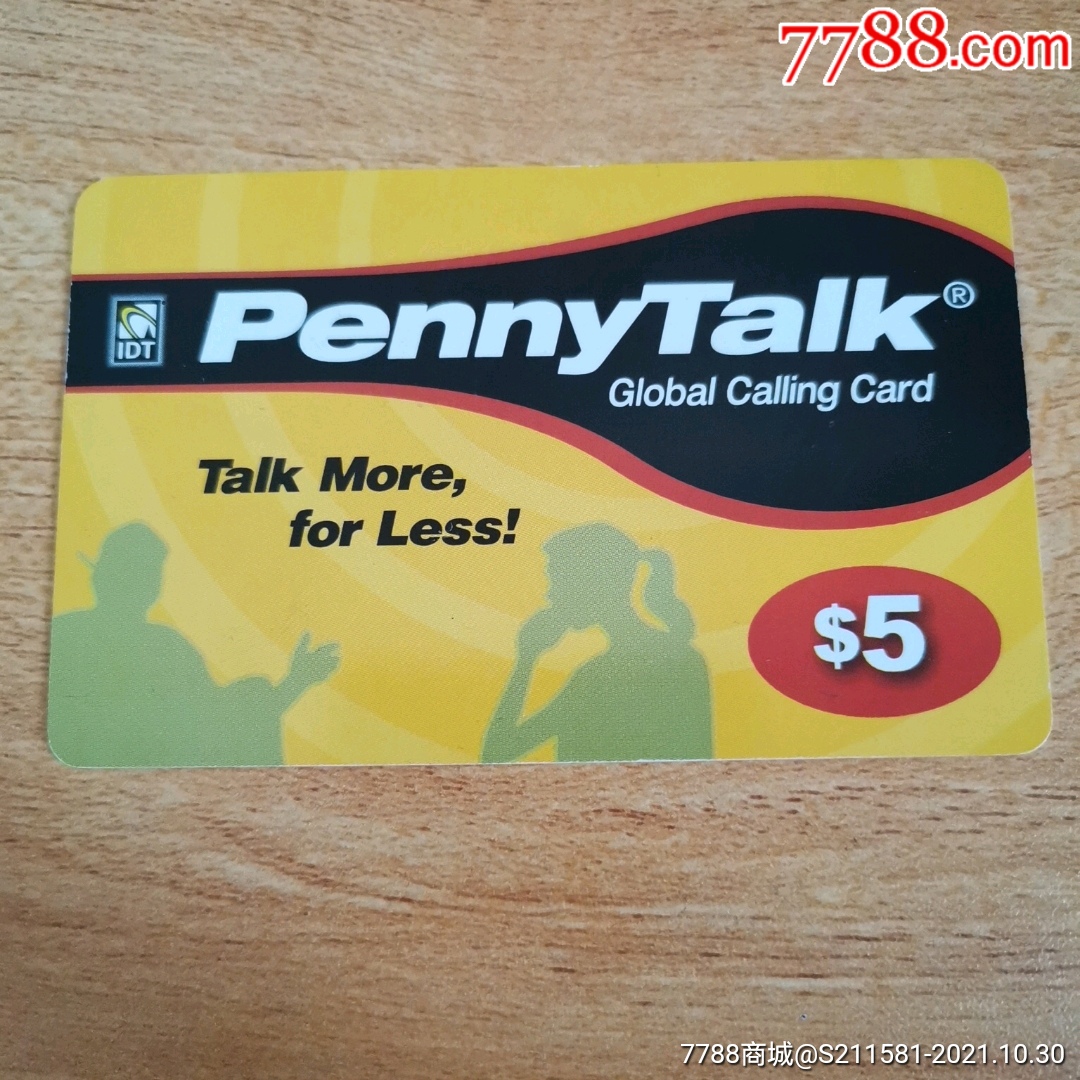 7788.com
IDT
PennyTalk®
Global Calling Card
Talk More,
for Less!
$5
7788商城@S211581-2021.10.30